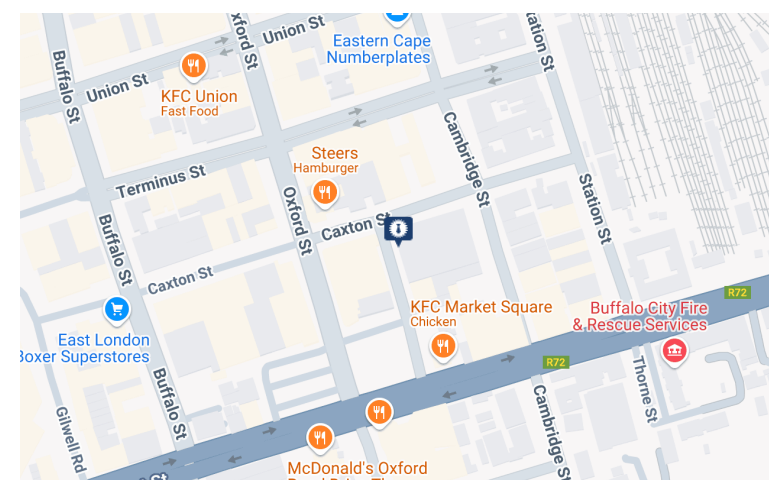 xford St
Union St
tation St
Eastern Cape
Numberplates
Buffalo St
Union St
KFC Union
Fast Food
Cambridge St
Steers
Hamburger
Terminus St
Station St
Oxford St
Caxton St
Buffalo St
Caxton St
R72
KFC Market Square
Chicken
Buffalo City Fire
& Rescue Services
East London
Boxer Superstores
R72
Thorne St
Buffalo St
Cambridge St
Gilwell Rd
McDonald's Oxford